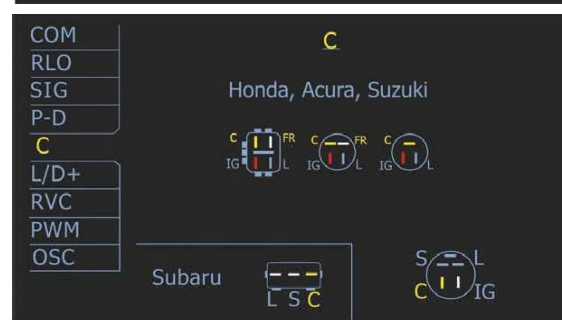 COM
RLO
SIG
P-D
C
L/D+
RVC
PWM
OSC
C
Honda, Acura, Suzuki
C FR C FR C
IG L IG L IG L
Subaru
L S C
S L
C IG